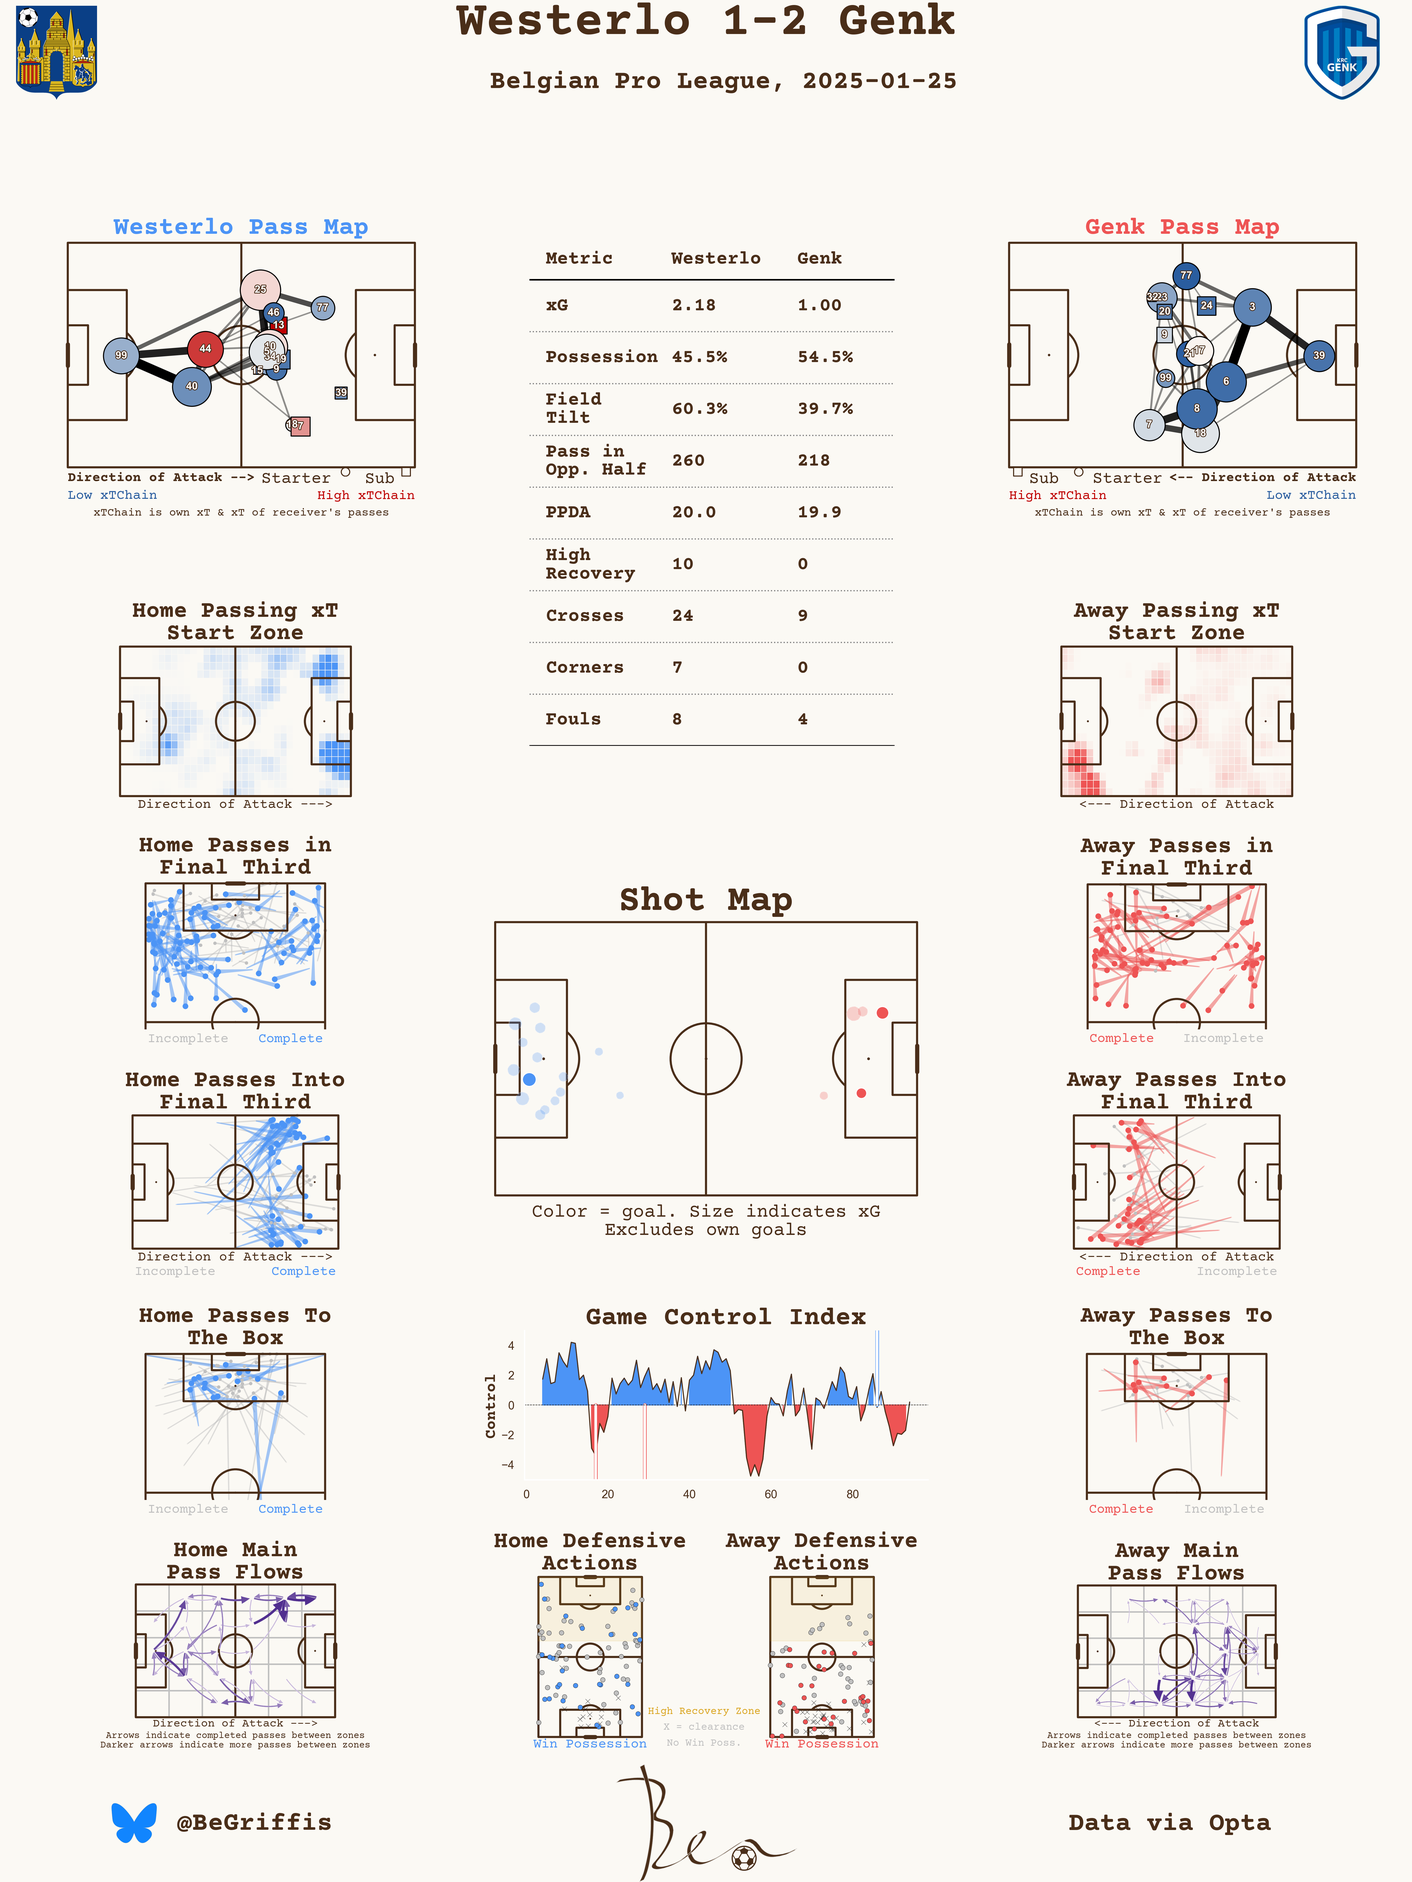 Westerlo 1-2 Genk
Belgian Pro League, 2025-01-25
KRC
GENK
Westerlo Pass Map
25
46
77
13
99
44
10
34
19
15
9
40
39
18
7
Direction of Attack -->
Starter
Sub
Low xTChain
High xTChain
xTChain is own xT & xT of receiver's passes
Metric Westerlo Genk
xG 2.18 1.00
Possession 45.5% 54.5%
Field
Tilt 60.3% 39.7%
Pass in
Opp. Half 260 218
PPDA 20.0 19.9
High
Recovery 10 0
Crosses 24 9
Corners 7 0
Fouls 8 4
Genk Pass Map
77
32
23
20
24
3
9
21
17
39
99
6
8
7
18
Sub
Starter
<-- Direction of Attack
High xTChain
Low xTChain
xTChain is own xT & xT of receiver's passes
Home Passing xT
Start Zone
Direction of Attack --->
Away Passing xT
Start Zone
<--- Direction of Attack
Home Passes in
Final Third
Incomplete
Complete
Away Passes in
Final Third
Complete
Incomplete
Shot Map
Color = goal. Size indicates xG
Excludes own goals
Home Passes Into
Final Third
Direction of Attack --->
Incomplete
Complete
Away Passes Into
Final Third
<--- Direction of Attack
Complete
Incomplete
Home Passes To
The Box
Incomplete
Complete
Game Control Index
Control
4
2
0
−2
−4
0 20 40 60 80
Away Passes To
The Box
Complete
Incomplete
Home Main
Pass Flows
Direction of Attack --->
Arrows indicate completed passes between zones
Darker arrows indicate more passes between zones
Home Defensive
Actions
Win Possession
Away Defensive
Actions
Win Possession
High Recovery Zone
X = clearance
No Win Poss.
Away Main
Pass Flows
<--- Direction of Attack
Arrows indicate completed passes between zones
Darker arrows indicate more passes between zones
@BeGriffis
Ben
Data via Opta